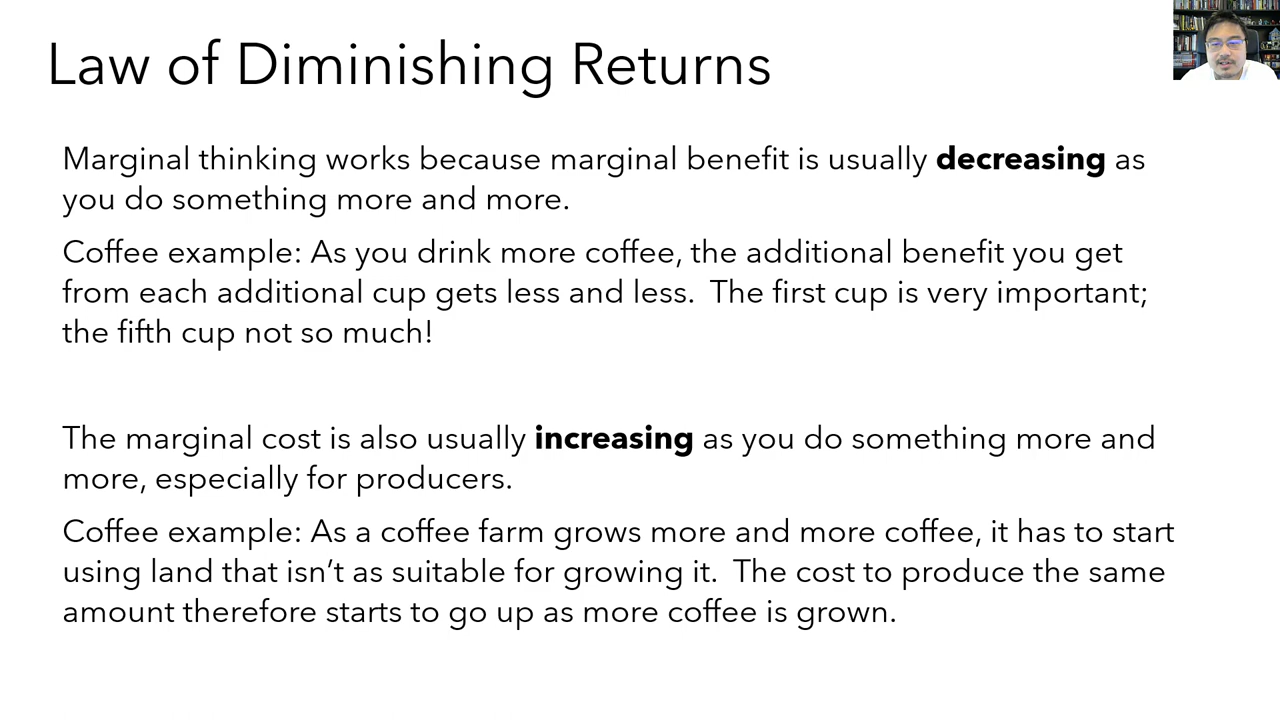 Law of Diminishing Returns
Marginal thinking works because marginal benefit is usually decreasing as
you do something more and more.
Coffee example: As you drink more coffee, the additional benefit you get
from each additional cup gets less and less.  The first cup is very important;
the fifth cup not so much!
The marginal cost is also usually increasing as you do something more and
more, especially for producers.
Coffee example: As a coffee farm grows more and more coffee, it has to start
using land that isn’t as suitable for growing it.  The cost to produce the same
amount therefore starts to go up as more coffee is grown.